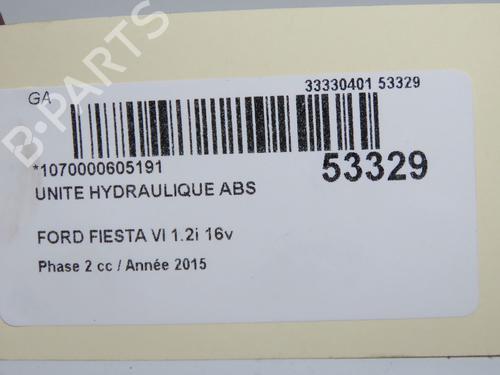 B-PARTS
GA
33330401 53329
*1070000605191
53329
UNITE HYDRAULIQUE ABS
FORD FIESTA VI 1.2i 16v
Phase 2 cc / Année 2015